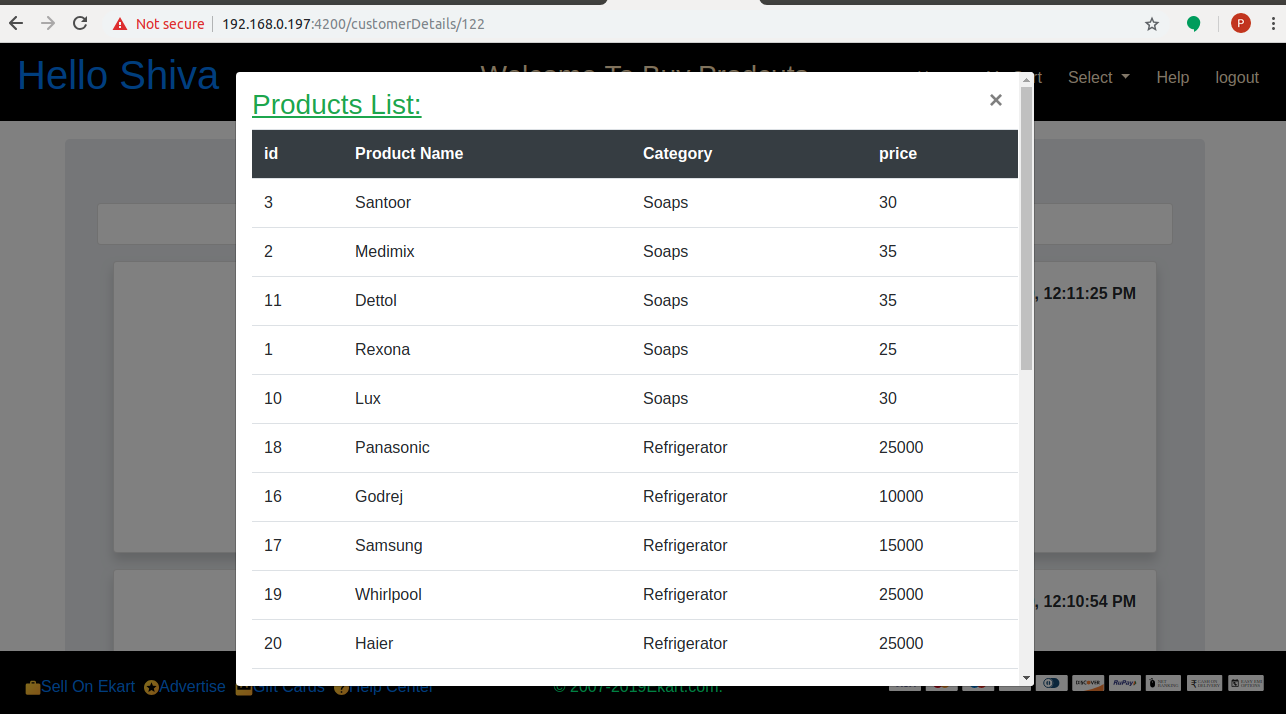 Not secure | 192.168.0.197:4200/customerDetails/122
P
Hello Shiva
Select Help logout
Products List: ×
id Product Name Category price
3 Santoor Soaps 30
2 Medimix Soaps 35
11 Dettol Soaps 35
1 Rexona Soaps 25
10 Lux Soaps 30
18 Panasonic Refrigerator 25000
16 Godrej Refrigerator 10000
17 Samsung Refrigerator 15000
19 Whirlpool Refrigerator 25000
20 Haier Refrigerator 25000
, 12:11:25 PM
, 12:10:54 PM
Sell On Ekart Advertise Gift Cards Help Center © 2007-2019Ekart.com.
DISCOVER RuPay